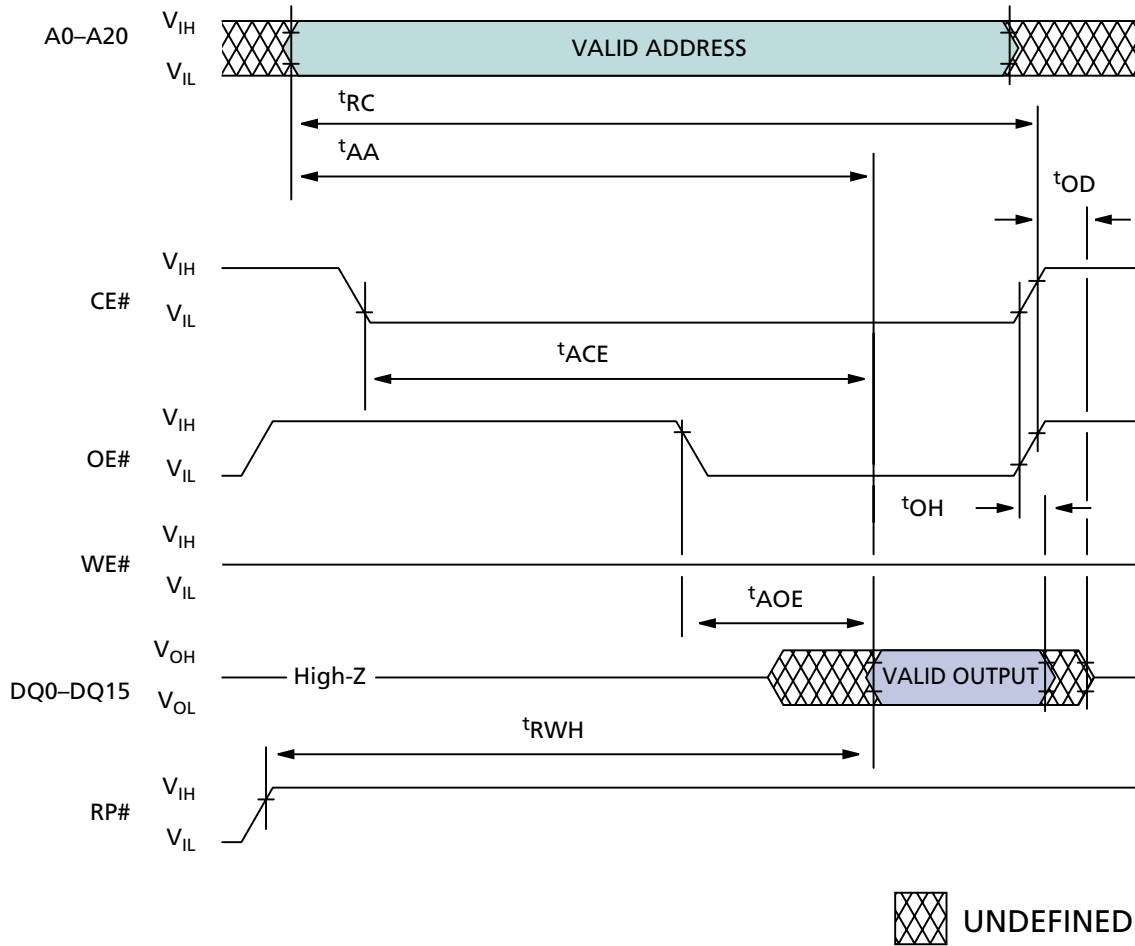 A0–A20
VIH
VIL
VALID ADDRESS
tRC
tAA
tOD
CE#
VIH
VIL
tACE
OE#
VIH
VIL
tOH
WE#
VIH
VIL
tAOE
DQ0–DQ15
VOH
VOL
High-Z
VALID OUTPUT
tRWH
RP#
VIH
VIL
UNDEFINED